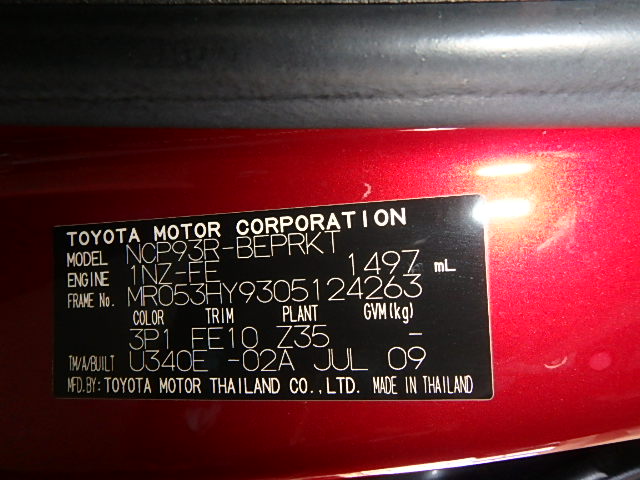 TOYOTA MOTOR CORPORATION
MODEL NCP93R-BEPRKT
ENGINE 1NZ-FE 1497 mL
FRAME No. MR053HY9305124263
COLOR TRIM PLANT GVM(kg)
3P1 FE10 Z35 -
TM/A/BUILT U340E -02A JUL 09
MFD.BY: TOYOTA MOTOR THAILAND CO.,LTD. MADE IN THAILAND